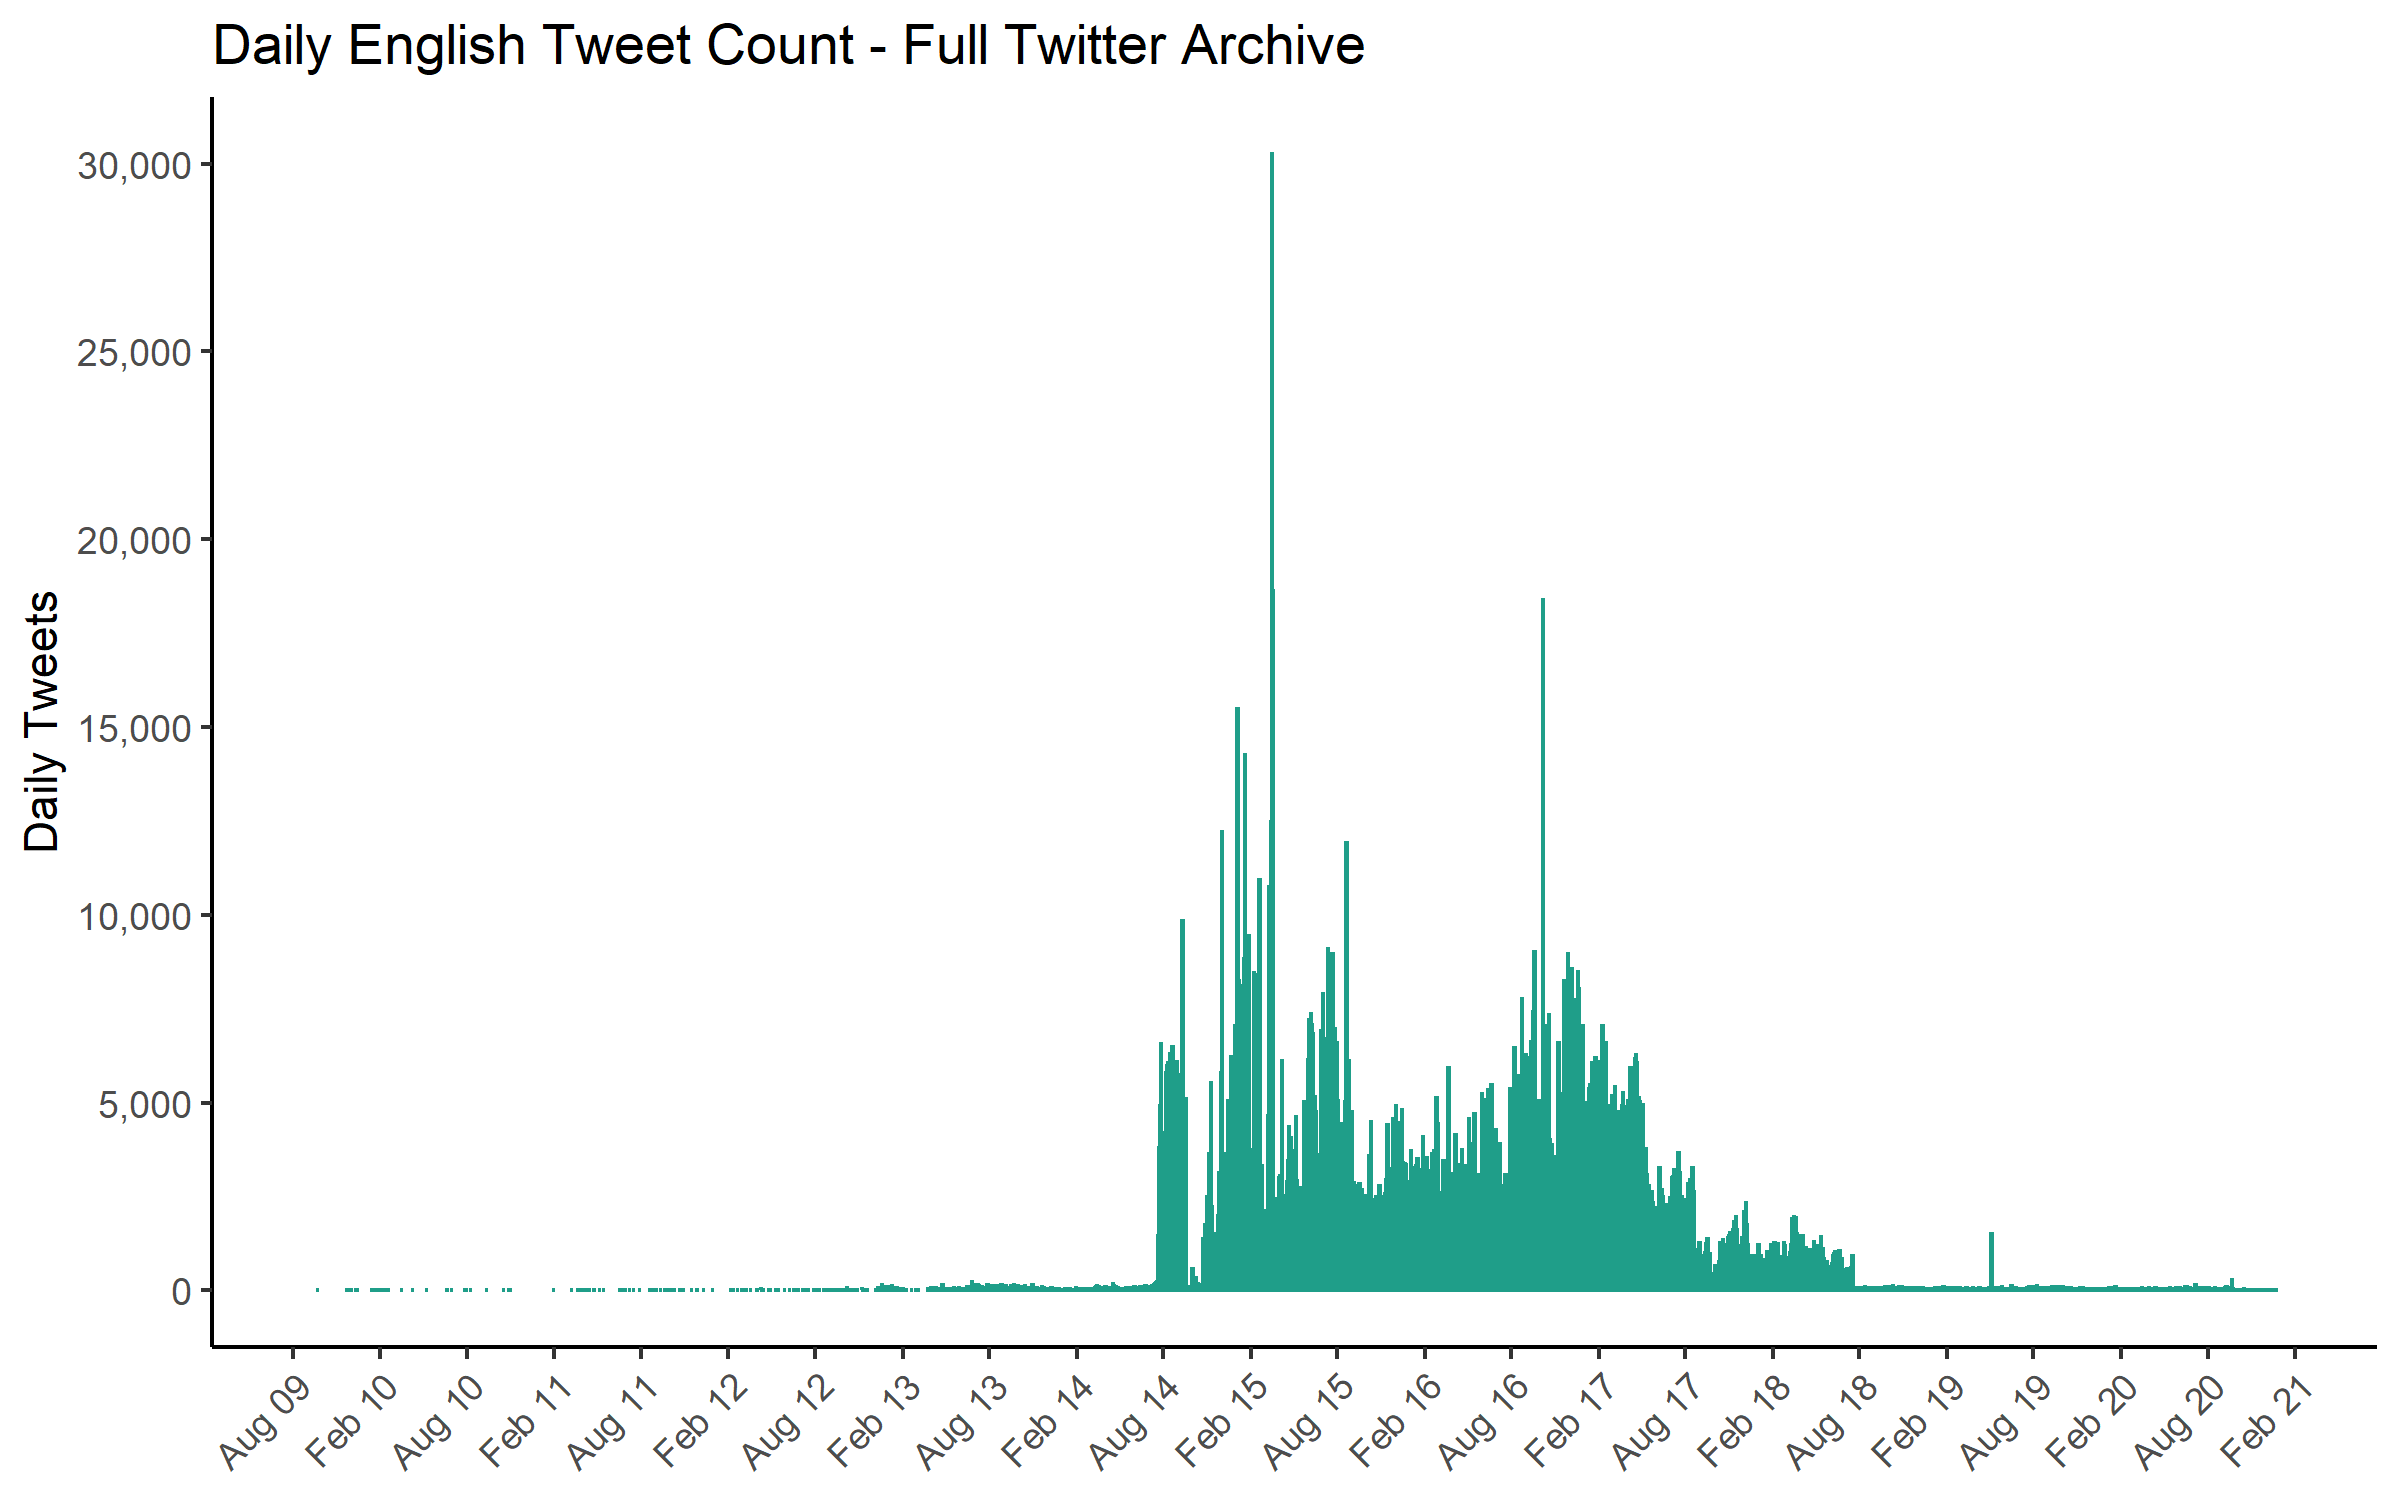 Daily English Tweet Count - Full Twitter Archive
30,000
25,000
20,000
15,000
10,000
5,000
0
Daily Tweets
Aug 09
Feb 10
Aug 10
Feb 11
Aug 11
Feb 12
Aug 12
Feb 13
Aug 13
Feb 14
Aug 14
Feb 15
Aug 15
Feb 16
Aug 16
Feb 17
Aug 17
Feb 18
Aug 18
Feb 19
Aug 19
Feb 20
Aug 20
Feb 21